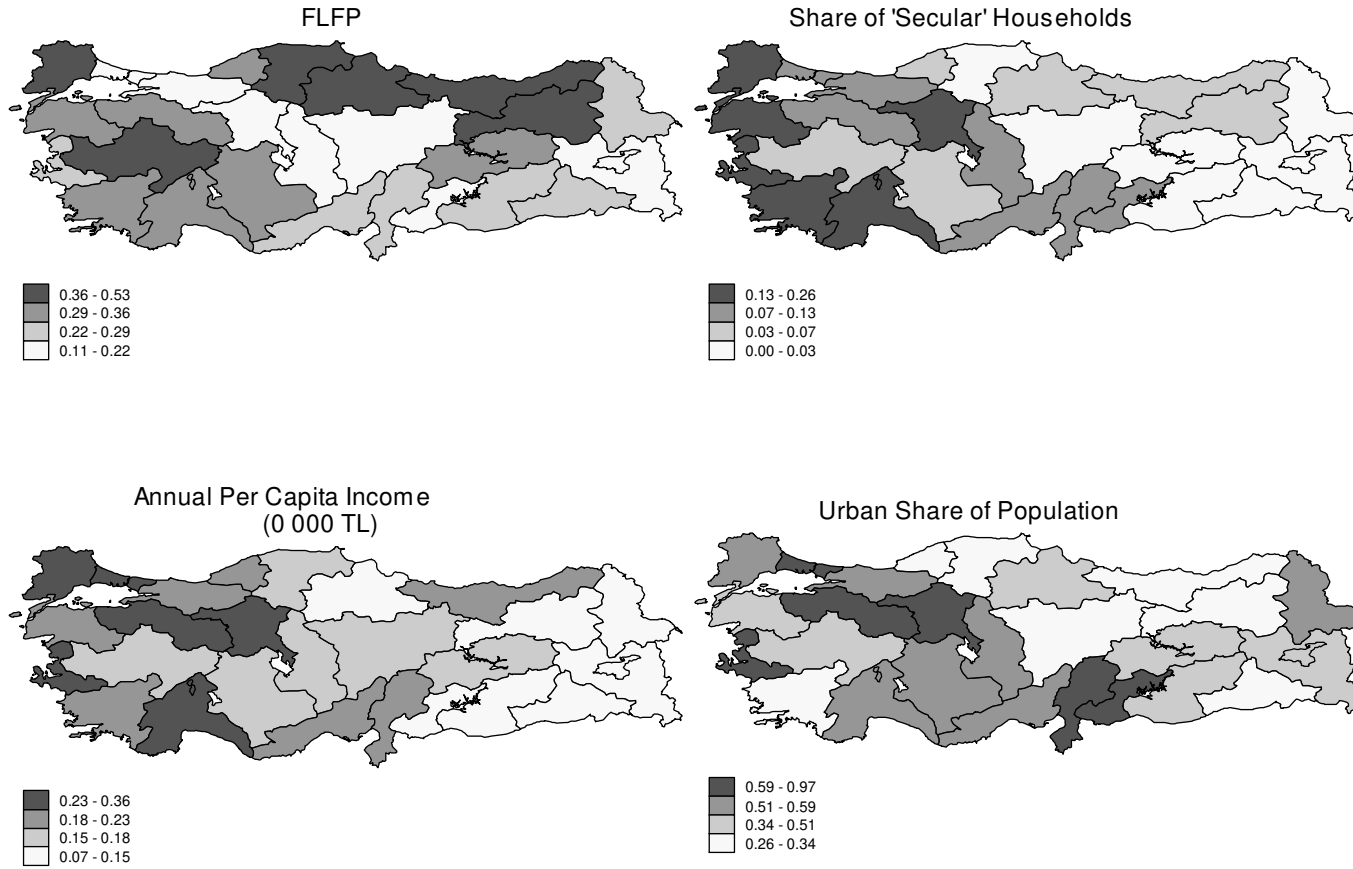 FLFP
0.36 - 0.53
0.29 - 0.36
0.22 - 0.29
0.11 - 0.22
Share of 'Secular' Households
0.13 - 0.26
0.07 - 0.13
0.03 - 0.07
0.00 - 0.03
Annual Per Capita Income
(0 000 TL)
0.23 - 0.36
0.18 - 0.23
0.15 - 0.18
0.07 - 0.15
Urban Share of Population
0.59 - 0.97
0.51 - 0.59
0.34 - 0.51
0.26 - 0.34